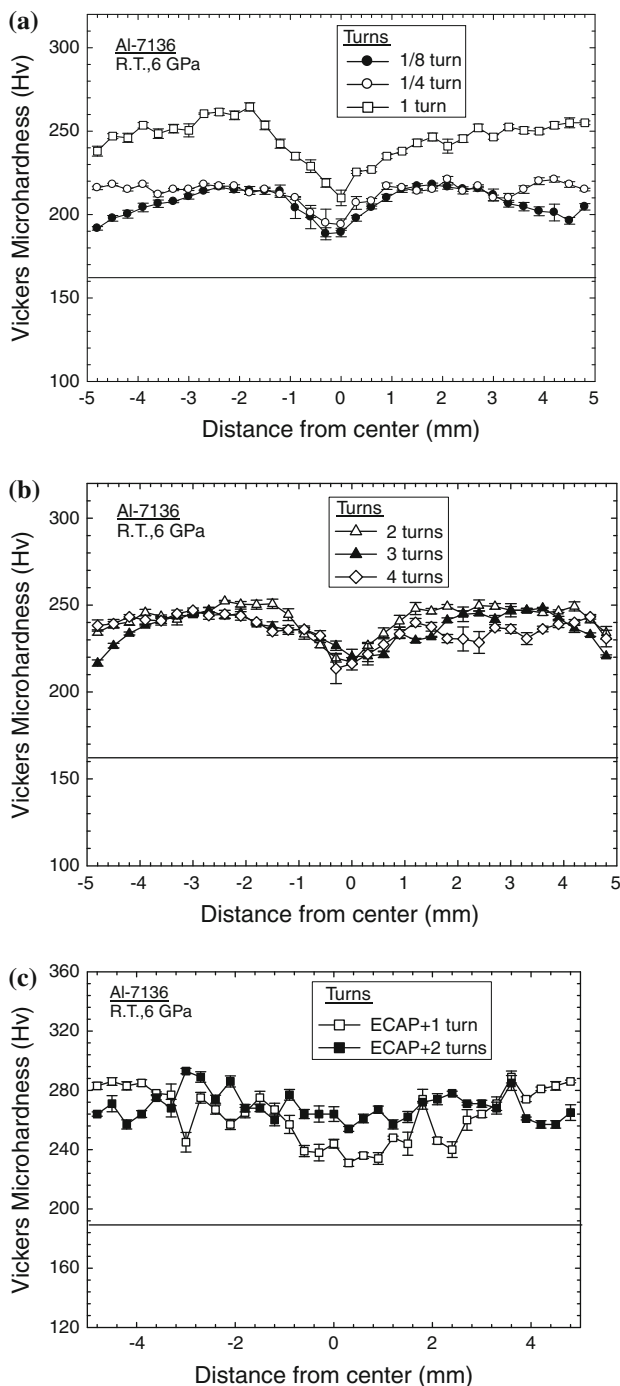 (a)
Al-7136
R.T.,6 GPa
Turns
1/8 turn
1/4 turn
1 turn
Vickers Microhardness (Hv)
300
250
200
150
100
-5 -4 -3 -2 -1 0 1 2 3 4 5
Distance from center (mm)
(b)
Al-7136
R.T.,6 GPa
Turns
2 turns
3 turns
4 turns
Vickers Microhardness (Hv)
300
250
200
150
100
-5 -4 -3 -2 -1 0 1 2 3 4 5
Distance from center (mm)
(c)
Al-7136
R.T.,6 GPa
Turns
ECAP+1 turn
ECAP+2 turns
Vickers Microhardness (Hv)
360
320
280
240
200
160
120
-4 -2 0 2 4
Distance from center (mm)